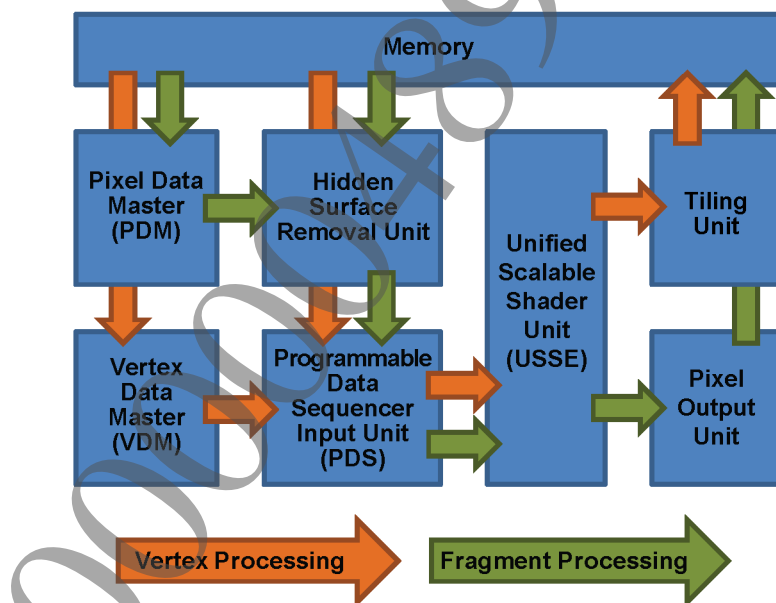 Memory
Pixel Data
Master
(PDM)
Hidden
Surface
Removal Unit
Unified
Scalable
Shader
Unit
(USSE)
Tiling
Unit
Vertex
Data
Master
(VDM)
Programmable
Data
Sequencer
Input Unit
(PDS)
Pixel
Output
Unit
Vertex Processing
Fragment Processing